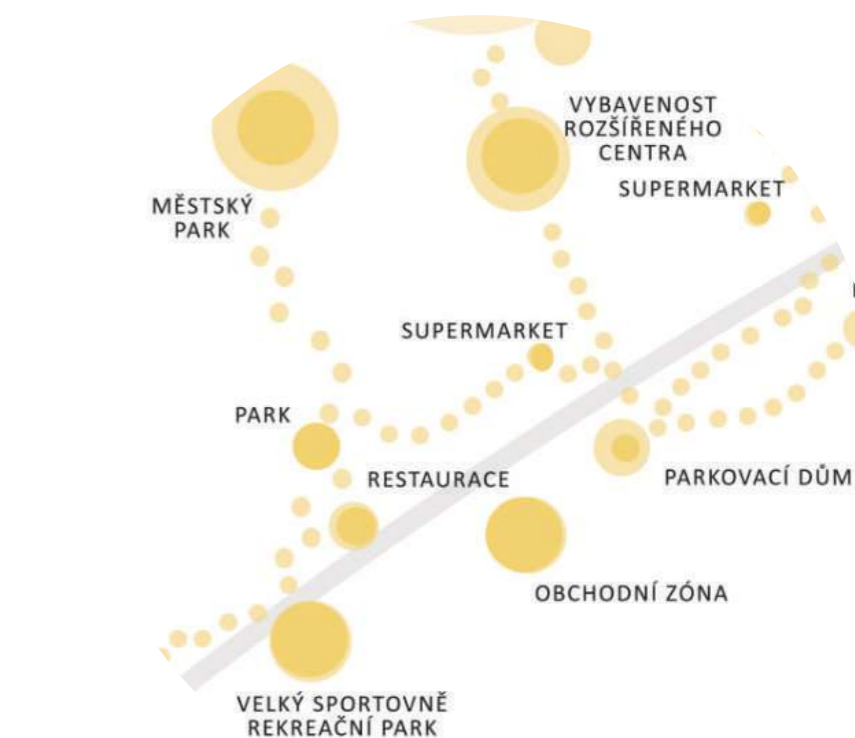 VYBAVENOST
ROZŠÍŘENÉHO
CENTRA
SUPERMARKET
MĚSTSKÝ
PARK
SUPERMARKET
PARK
RESTAURACE
PARKOVACÍ DŮM
OBCHODNÍ ZÓNA
VELKÝ SPORTOVNĚ
REKREAČNÍ PARK